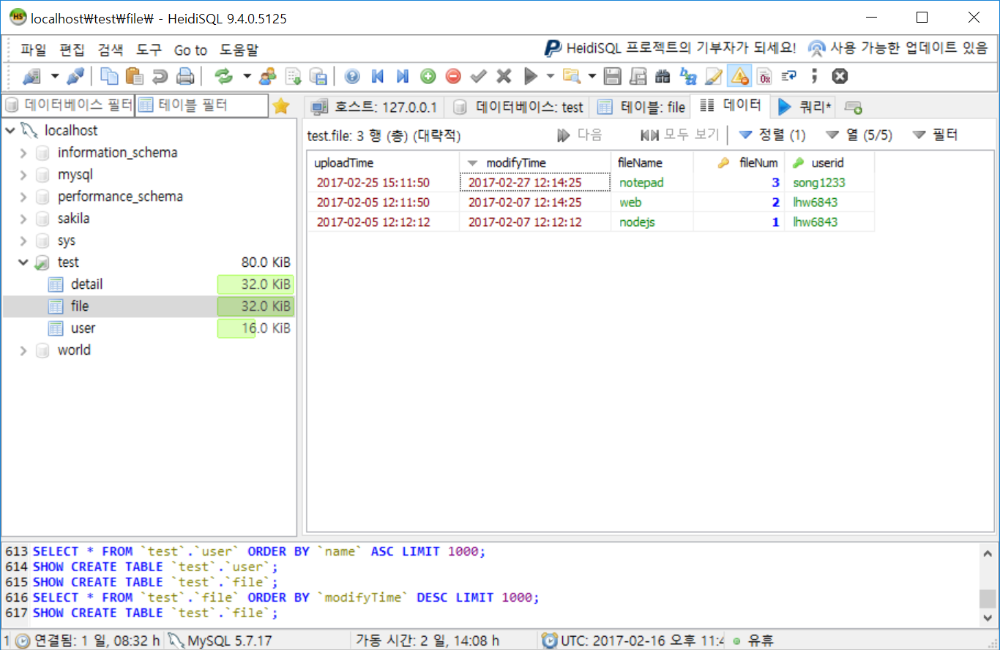 localhost₩test₩file₩ - HeidiSQL 9.4.0.5125
파일 편집 검색 도구 Go to 도움말 HeidiSQL 프로젝트의 기부자가 되세요! 사용 가능한 업데이트 있음
데이터베이스 필터 테이블 필터 호스트: 127.0.0.1 데이터베이스: test 테이블: file 데이터 쿼리*
localhost
information_schema
mysql
performance_schema
sakila
sys
test 80.0 KiB
detail 32.0 KiB
file 32.0 KiB
user 16.0 KiB
world
test.file: 3 행 (총) (대략적) 다음 모두 보기 정렬 (1) 열 (5/5) 필터
uploadTime modifyTime fileName fileNum userid
2017-02-25 15:11:50 2017-02-27 12:14:25 notepad 3 song1233
2017-02-05 12:11:50 2017-02-07 12:14:25 web 2 lhw6843
2017-02-05 12:12:12 2017-02-07 12:12:12 nodejs 1 lhw6843
613 SELECT * FROM `test`.`user` ORDER BY `name` ASC LIMIT 1000;
614 SHOW CREATE TABLE `test`.`user`;
615 SHOW CREATE TABLE `test`.`file`;
616 SELECT * FROM `test`.`file` ORDER BY `modifyTime` DESC LIMIT 1000;
617 SHOW CREATE TABLE `test`.`file`;
1 연결됨: 1 일, 08:32 h MySQL 5.7.17 가동 시간: 2 일, 14:08 h UTC: 2017-02-16 오후 11:4 유휴